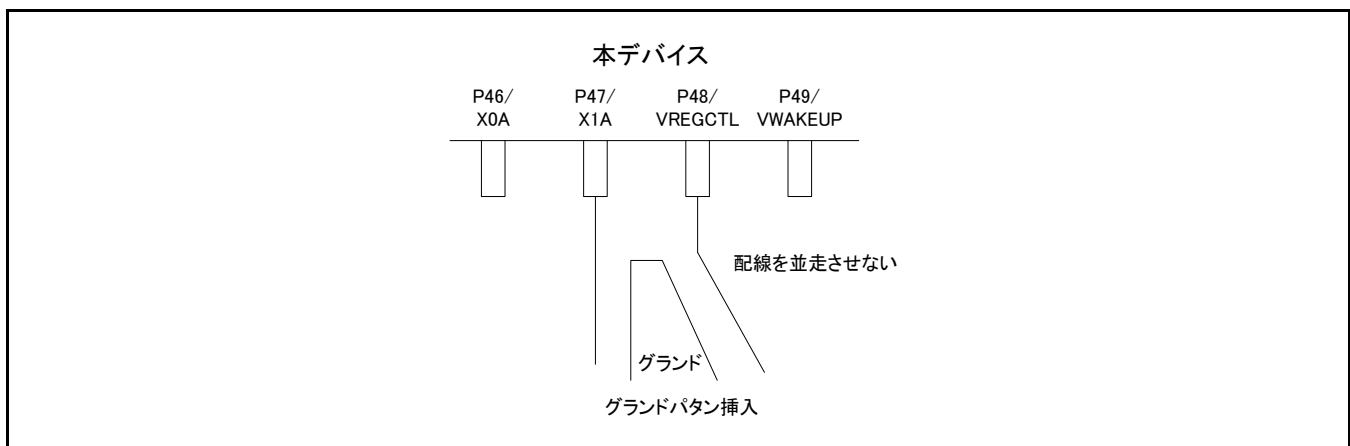 本デバイス
P46/ P47/ P48/ P49/
X0A X1A VREGCTL VWAKEUP
配線を並走させない
グランド
グランドパタン挿入